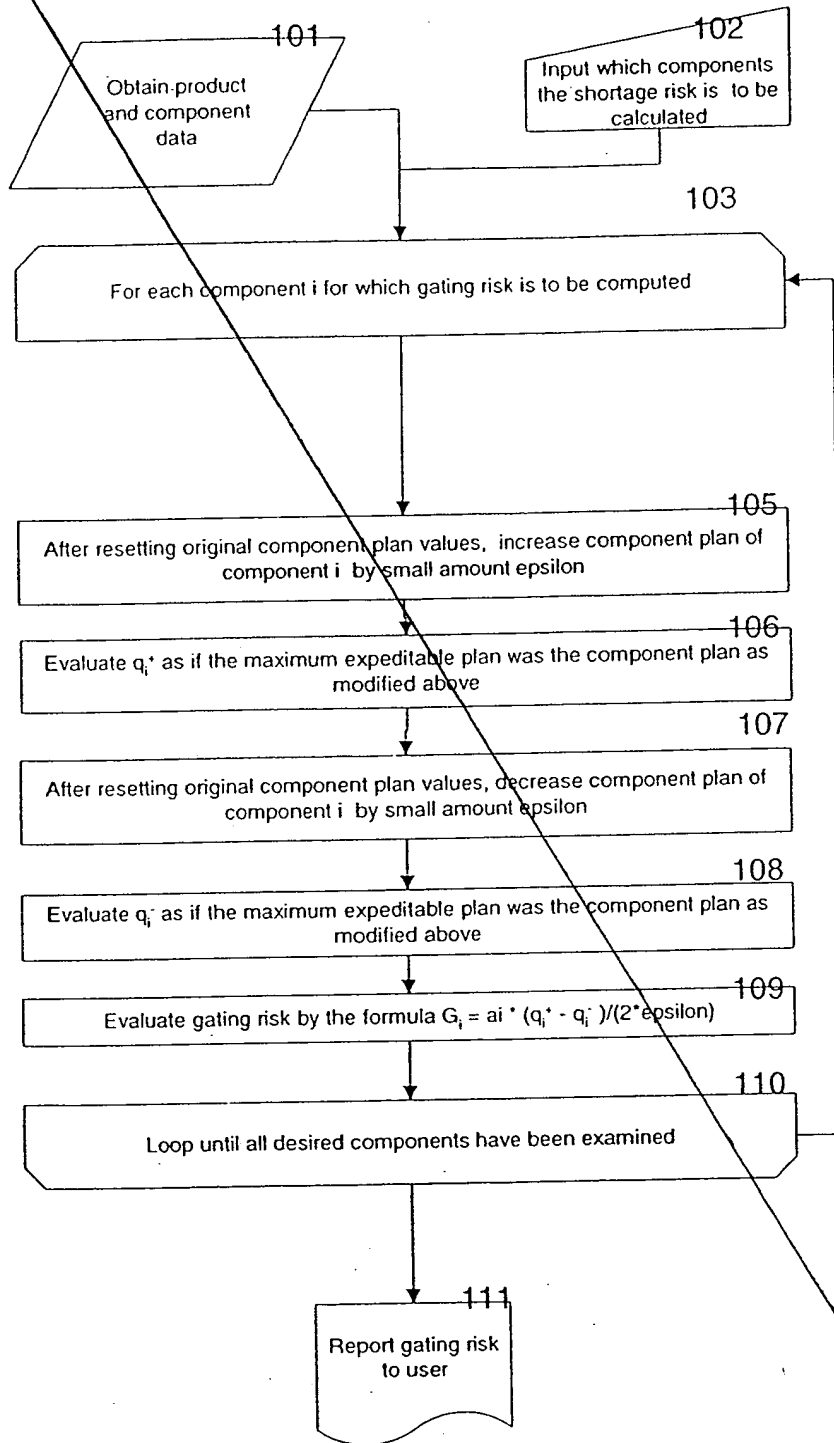 101
Obtain product
and component
data
102
Input which components
the shortage risk is to be
calculated
103
For each component i for which gating risk is to be computed
105
After resetting original component plan values, increase component plan of
component i by small amount epsilon
106
Evaluate qᵢ⁺ as if the maximum expeditable plan was the component plan as
modified above
107
After resetting original component plan values, decrease component plan of
component i by small amount epsilon
108
Evaluate qᵢ⁻ as if the maximum expeditable plan was the component plan as
modified above
109
Evaluate gating risk by the formula Gᵢ = ai * (qᵢ⁺ - qᵢ⁻)/(2*epsilon)
110
Loop until all desired components have been examined
111
Report gating risk
to user